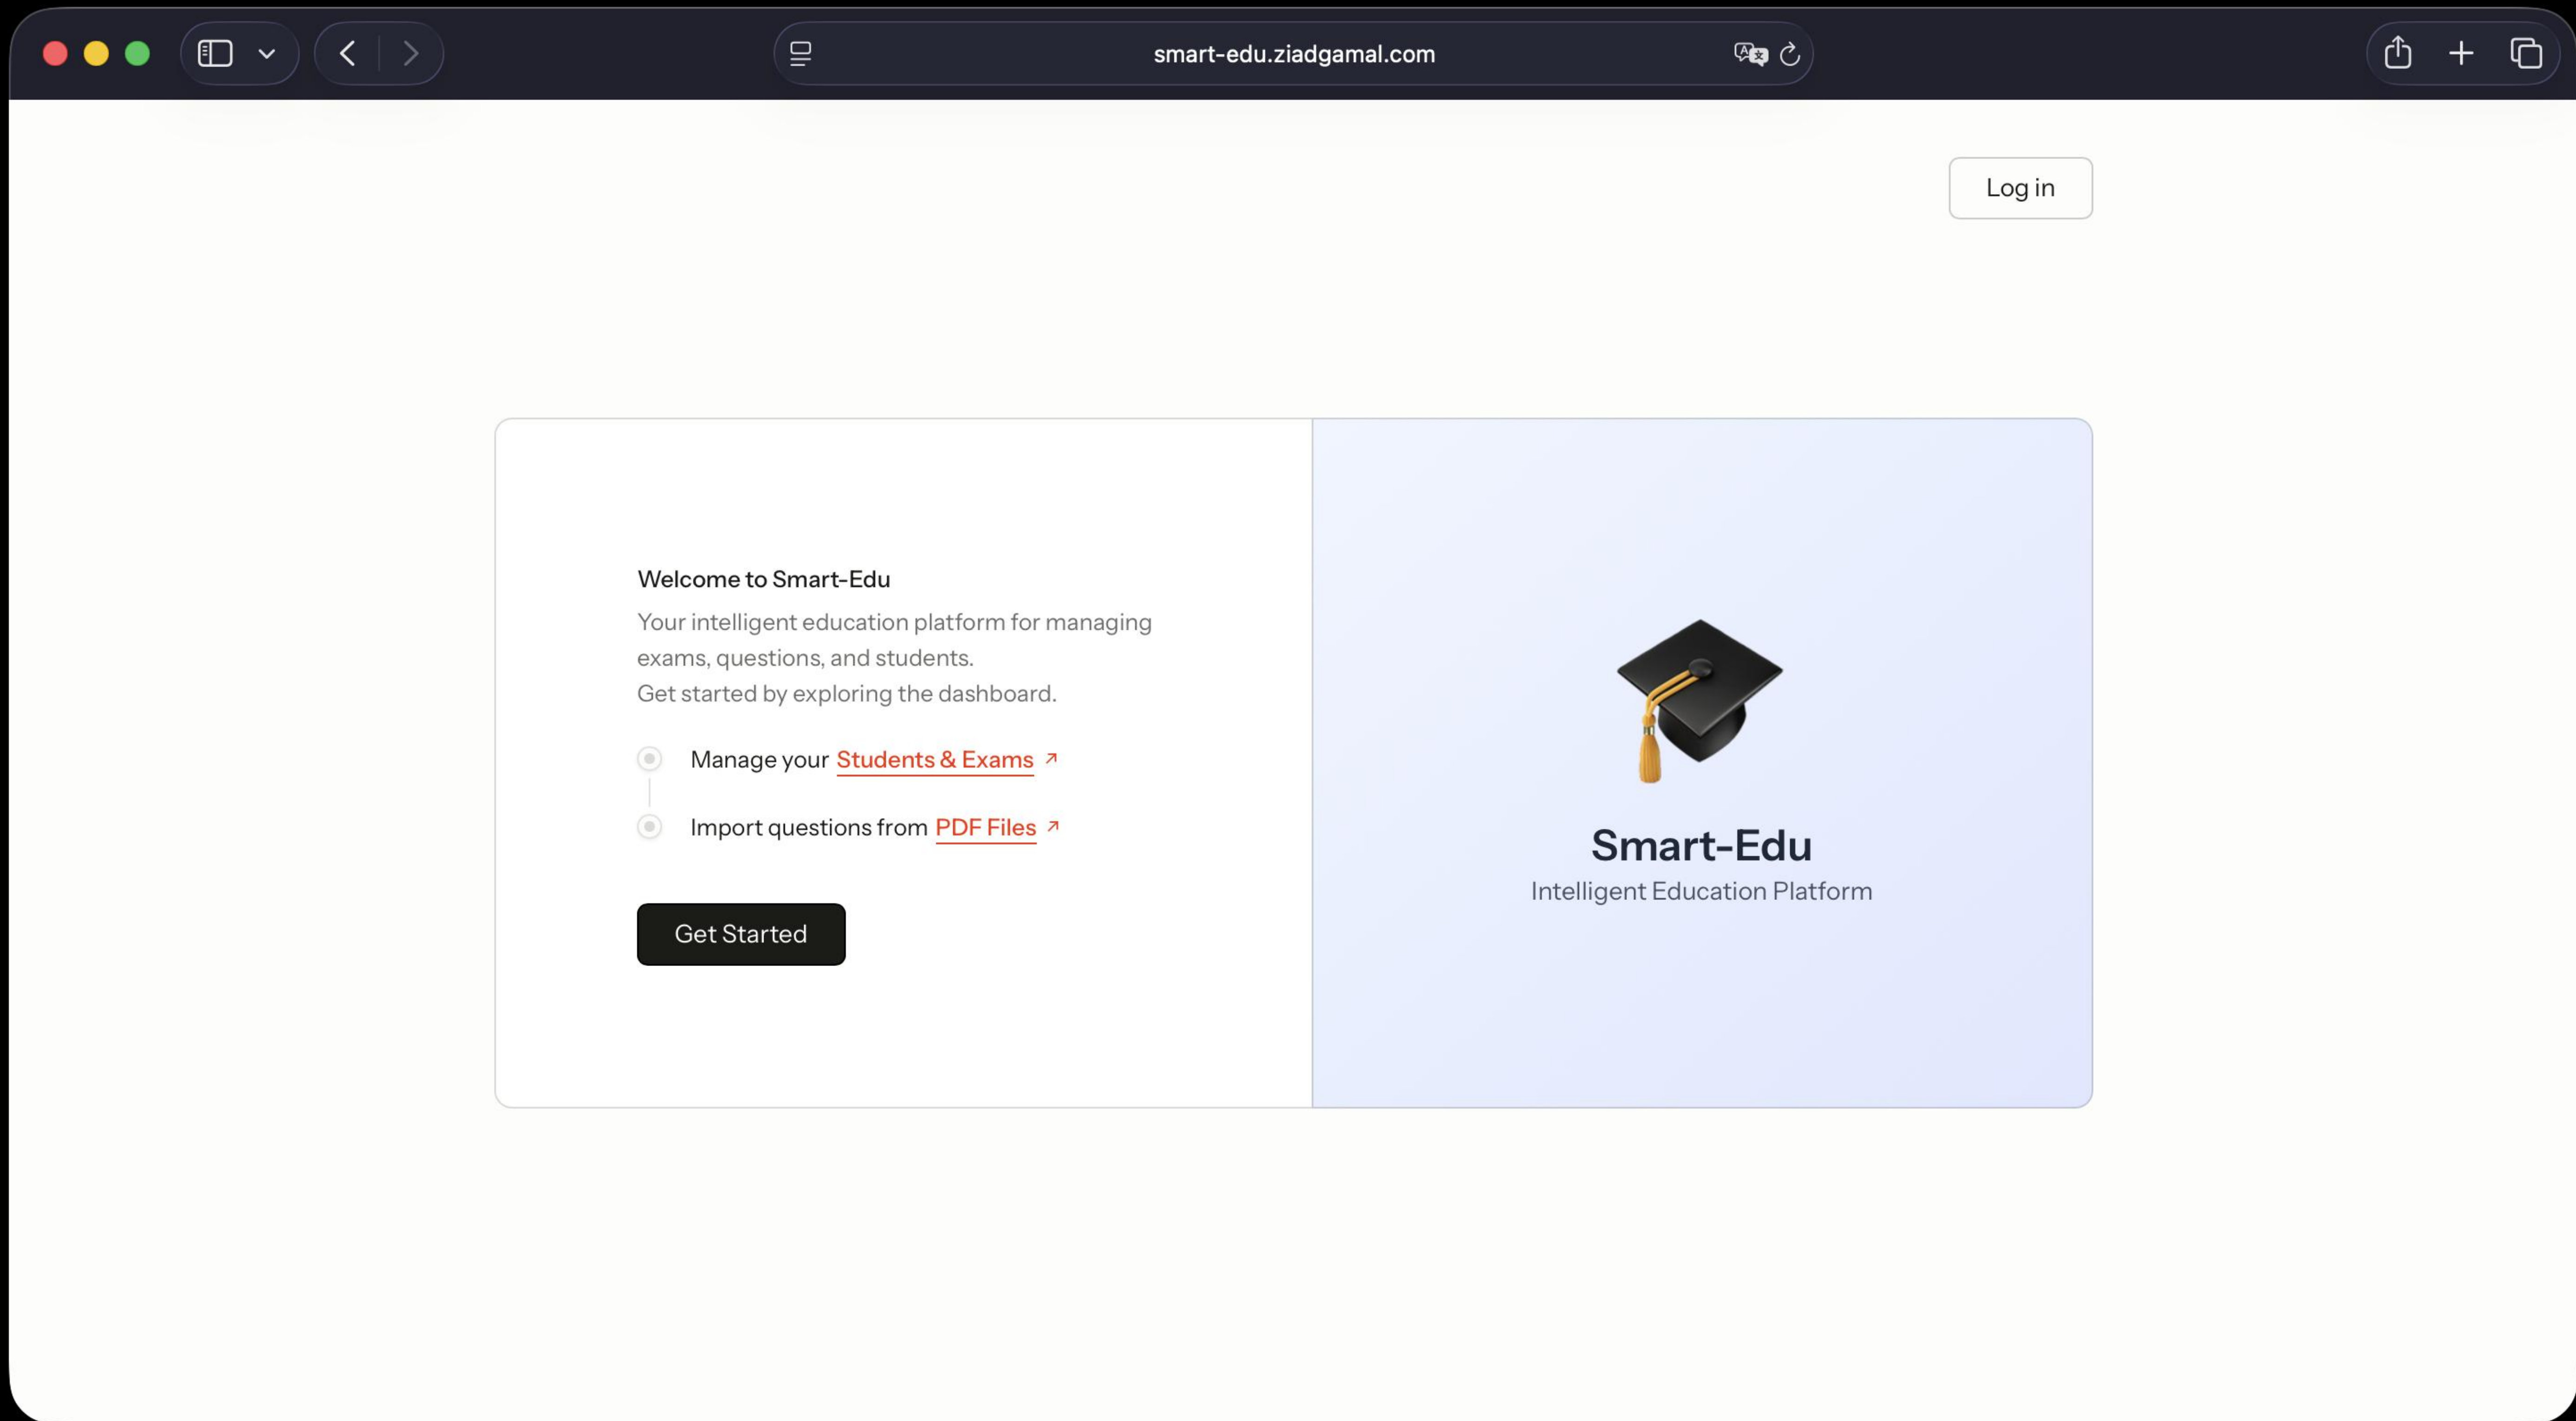 smart-edu.ziadgamal.com
Log in
Welcome to Smart-Edu
Your intelligent education platform for managing
exams, questions, and students.
Get started by exploring the dashboard.
Manage your Students & Exams
Import questions from PDF Files
Get Started
Smart-Edu
Intelligent Education Platform